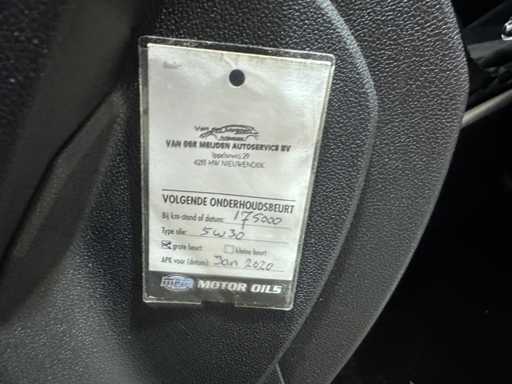 VAN DER MEIJDEN AUTOSERVICE BV
4255 HW NIEUWENDIJK
VOLGENDE ONDERHOUDSBEURT
Bij km-stand of datum: 175000
Type olie: 5W30
grote beurt kleine beurt
APK voor (datum): Jan 2020
MPM MOTOR OILS